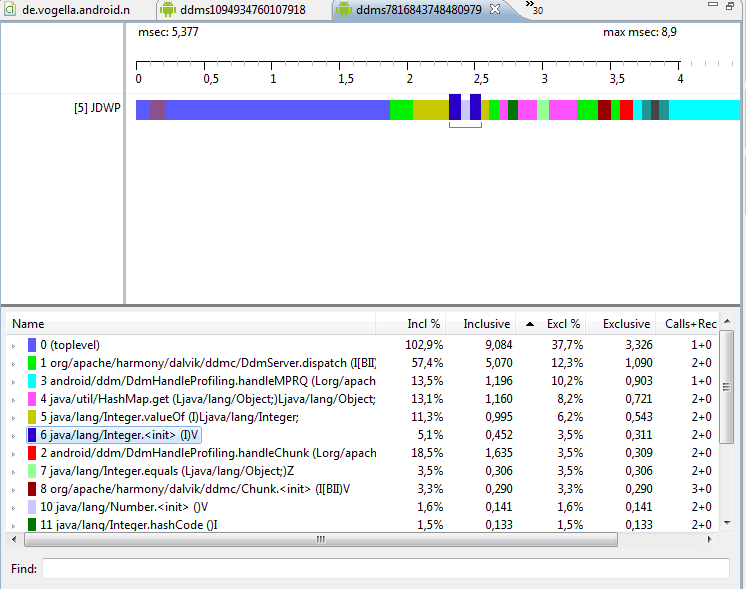 de.vogella.android.n ddms1094934760107918 ddms7816843748480979 30
msec: 5,377 max msec: 8,9
0 0,5 1 1,5 2 2,5 3 3,5 4
[5] JDWP
Name Incl % Inclusive Excl % Exclusive Calls+Rec
0 (toplevel) 102,9% 9,084 37,7% 3,326 1+0
1 org/apache/harmony/dalvik/ddmc/DdmServer.dispatch (I[BII) 57,4% 5,070 12,3% 1,090 2+0
3 android/ddm/DdmHandleProfiling.handleMPRQ (Lorg/apach 13,5% 1,196 10,2% 0,903 1+0
4 java/util/HashMap.get (Ljava/lang/Object;)Ljava/lang/Object; 13,1% 1,160 8,2% 0,721 2+0
5 java/lang/Integer.valueOf (I)Ljava/lang/Integer; 11,3% 0,995 6,2% 0,543 2+0
6 java/lang/Integer.<init> (I)V 5,1% 0,452 3,5% 0,311 2+0
2 android/ddm/DdmHandleProfiling.handleChunk (Lorg/apach 18,5% 1,635 3,5% 0,309 2+0
7 java/lang/Integer.equals (Ljava/lang/Object;)Z 3,5% 0,306 3,5% 0,306 2+0
8 org/apache/harmony/dalvik/ddmc/Chunk.<init> (I[BII)V 3,3% 0,290 3,3% 0,290 3+0
10 java/lang/Number.<init> ()V 1,6% 0,141 1,6% 0,141 2+0
11 java/lang/Integer.hashCode ()I 1,5% 0,133 1,5% 0,133 2+0
Find: